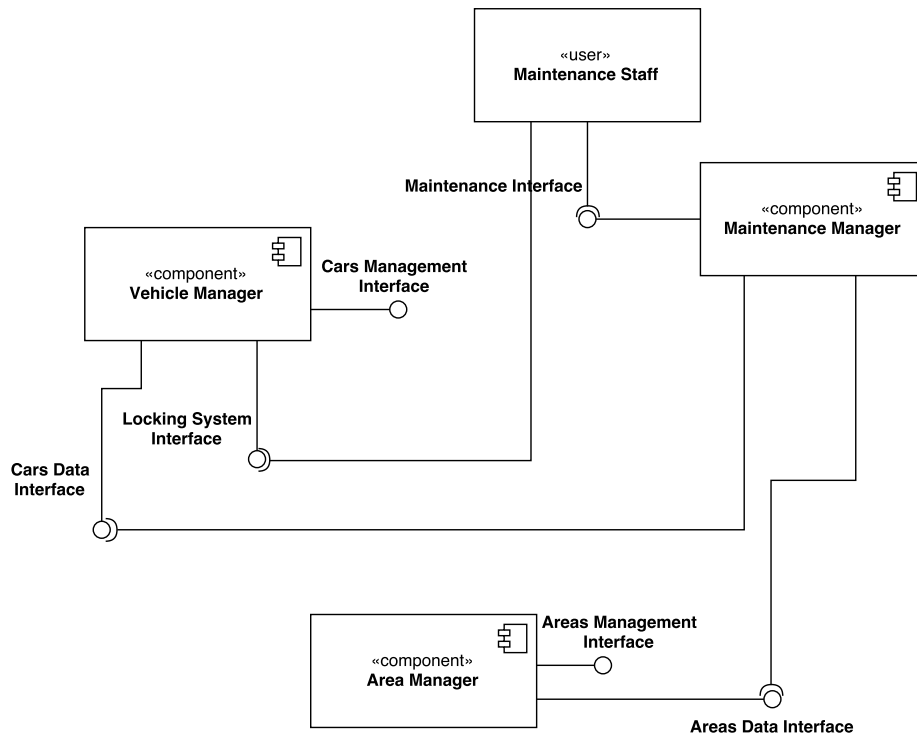 «user»
Maintenance Staff
Maintenance Interface
«component»
Maintenance Manager
«component»
Vehicle Manager
Cars Management
Interface
Locking System
Interface
Cars Data
Interface
«component»
Area Manager
Areas Management
Interface
Areas Data Interface